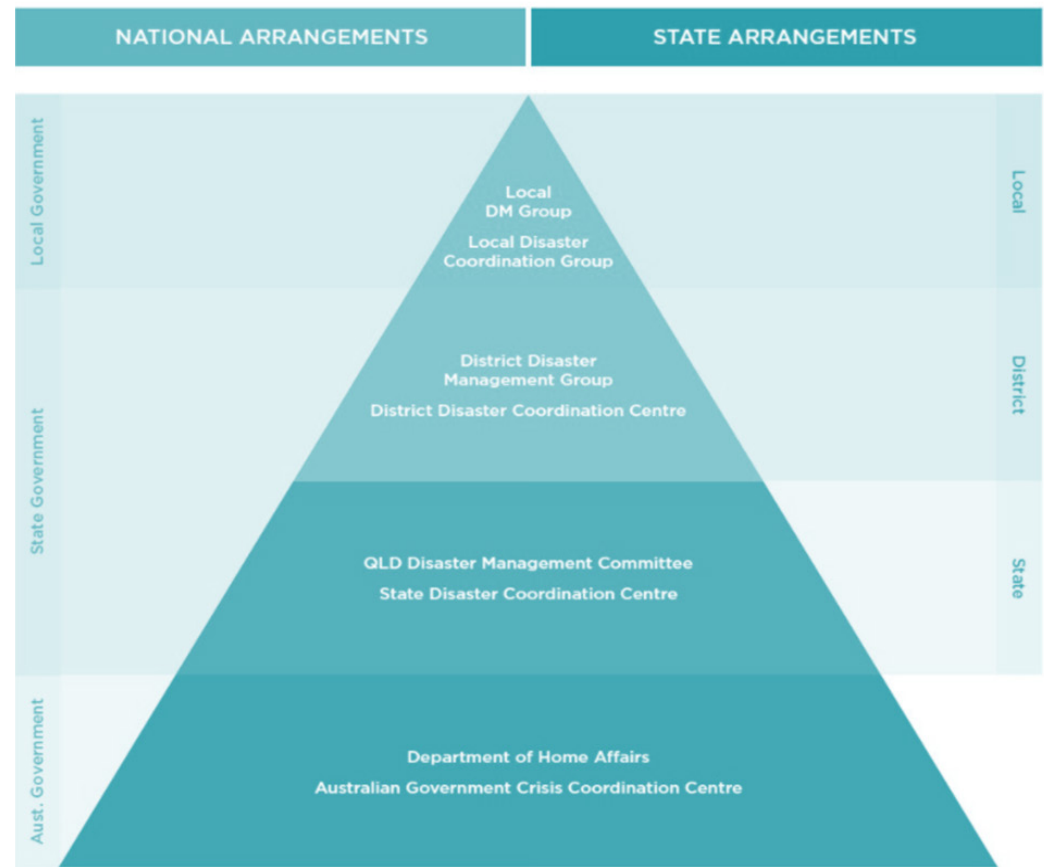 NATIONAL ARRANGEMENTS
STATE ARRANGEMENTS
Local Government
Local
DM Group
Local Disaster
Coordination Group
Local
State Government
District Disaster
Management Group
District Disaster Coordination Centre
District
QLD Disaster Management Committee
State Disaster Coordination Centre
State
Aust. Government
Department of Home Affairs
Australian Government Crisis Coordination Centre